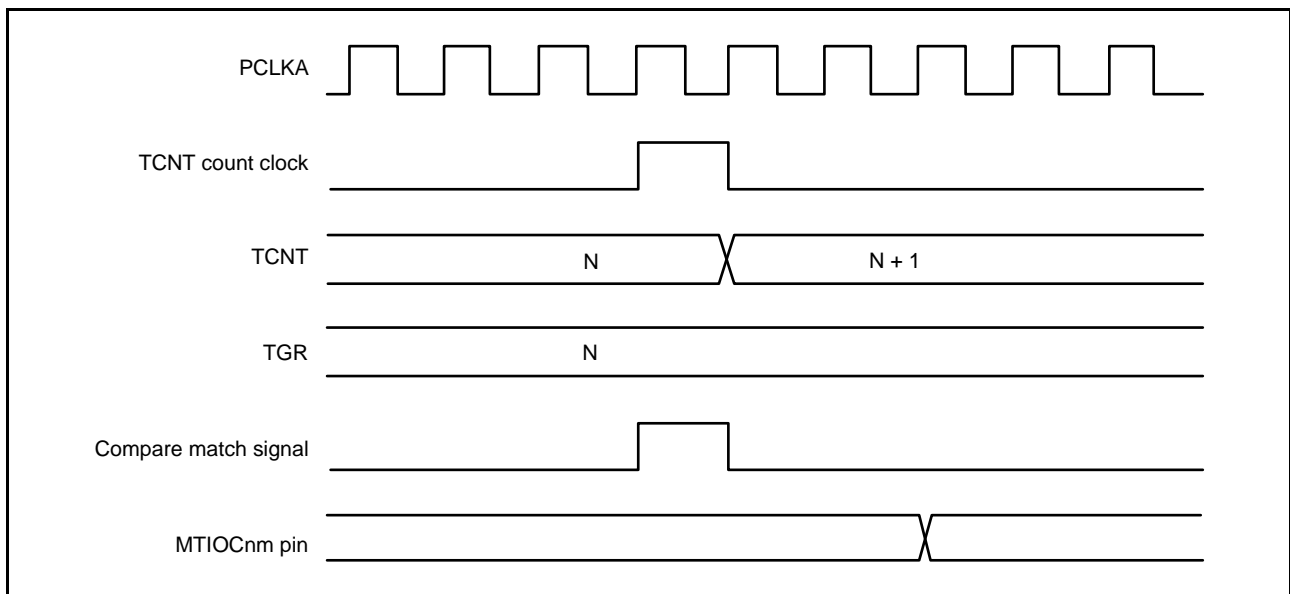 PCLKA
TCNT count clock
TCNT
N
N + 1
TGR
N
Compare match signal
MTIOCnm pin